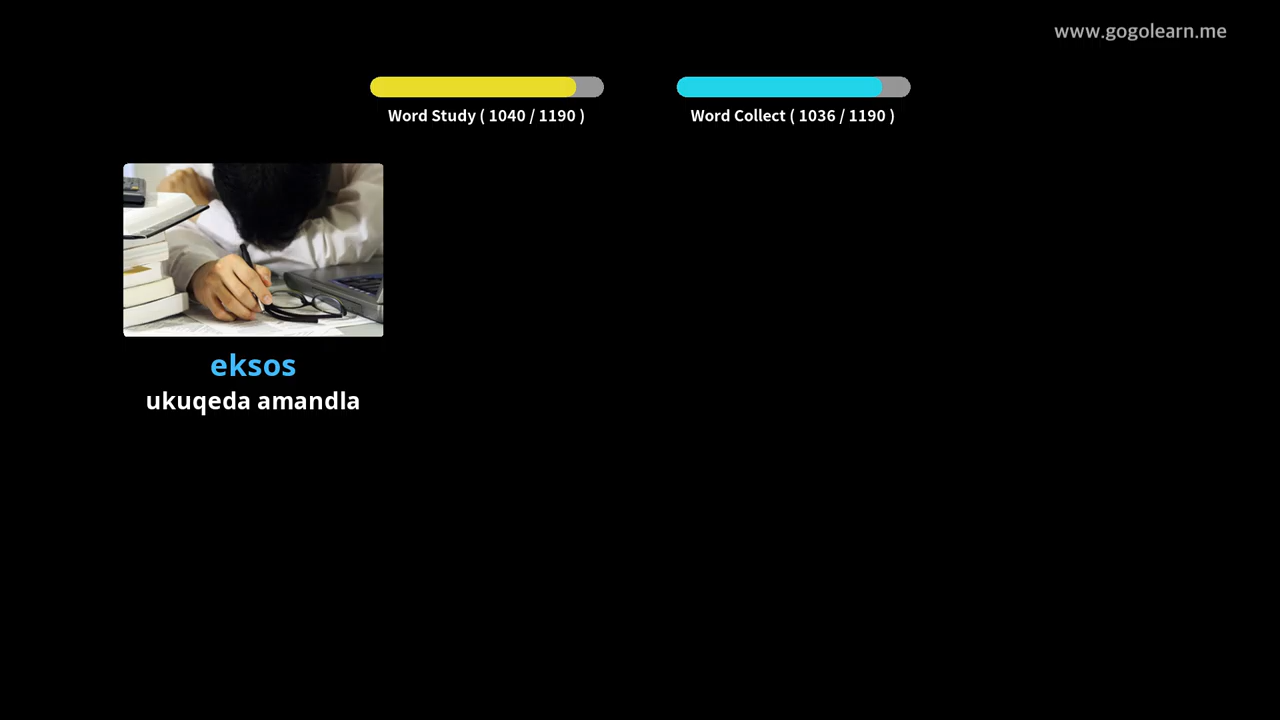 www.gogolearn.me
Word Study ( 1040 / 1190 )
Word Collect ( 1036 / 1190 )
eksos
ukuqeda amandla